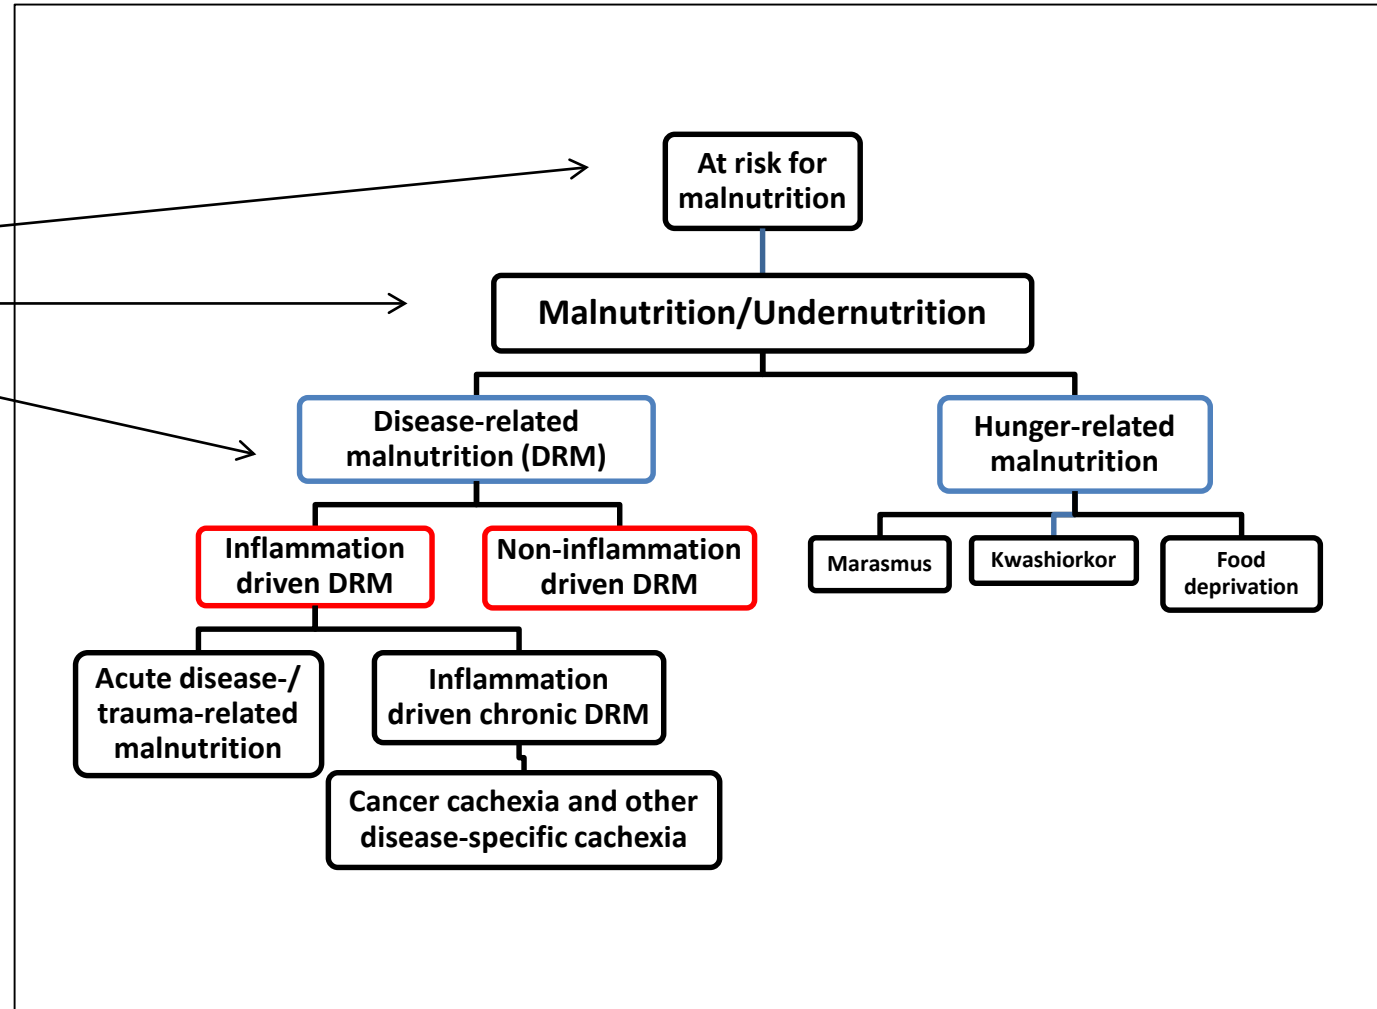 At risk for
malnutrition
Malnutrition/Undernutrition
Disease-related
malnutrition (DRM)
Hunger-related
malnutrition
Inflammation
driven DRM
Non-inflammation
driven DRM
Marasmus
Kwashiorkor
Food
deprivation
Acute disease-/
trauma-related
malnutrition
Inflammation
driven chronic DRM
Cancer cachexia and other
disease-specific cachexia